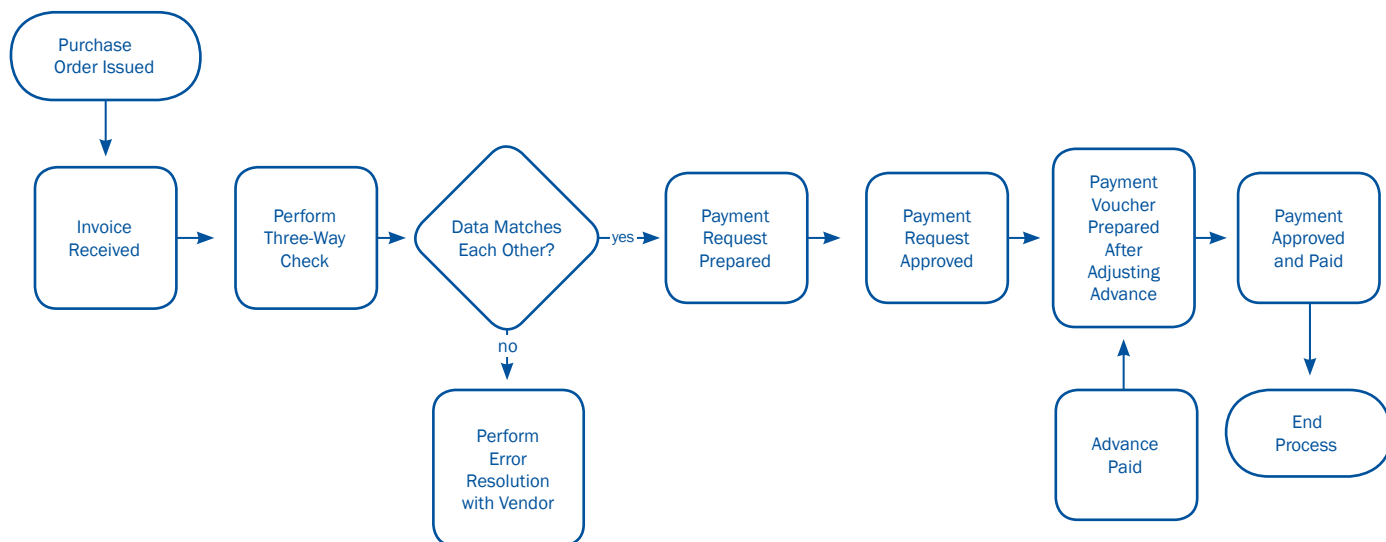 Purchase
Order Issued
Invoice
Received
Perform
Three-Way
Check
Data Matches
Each Other?
yes
no
Perform
Error
Resolution
with Vendor
Payment
Request
Prepared
Payment
Request
Approved
Payment
Voucher
Prepared
After
Adjusting
Advance
Advance
Paid
Payment
Approved
and Paid
End
Process